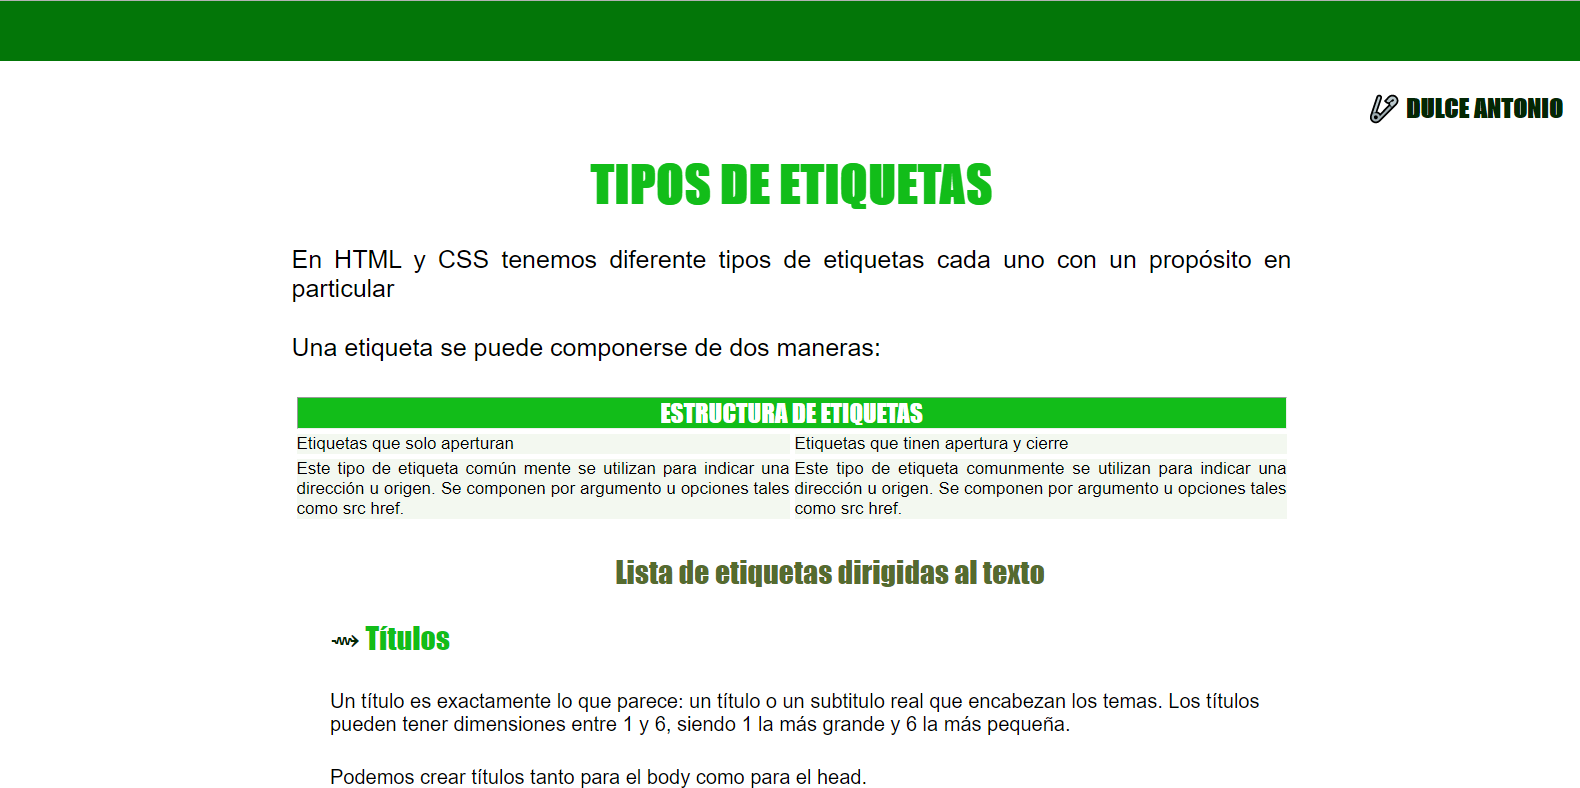 DULCE ANTONIO
TIPOS DE ETIQUETAS
En HTML y CSS tenemos diferente tipos de etiquetas cada uno con un propósito en
particular
Una etiqueta se puede componerse de dos maneras:
ESTRUCTURA DE ETIQUETAS
Etiquetas que solo aperturan
Etiquetas que tinen apertura y cierre
Este tipo de etiqueta común mente se utilizan para indicar una
dirección u origen. Se componen por argumento u opciones tales
como src href.
Este tipo de etiqueta comunmente se utilizan para indicar una
dirección u origen. Se componen por argumento u opciones tales
como src href.
Lista de etiquetas dirigidas al texto
⇝ Títulos
Un título es exactamente lo que parece: un título o un subtitulo real que encabezan los temas. Los títulos
pueden tener dimensiones entre 1 y 6, siendo 1 la más grande y 6 la más pequeña.
Podemos crear títulos tanto para el body como para el head.